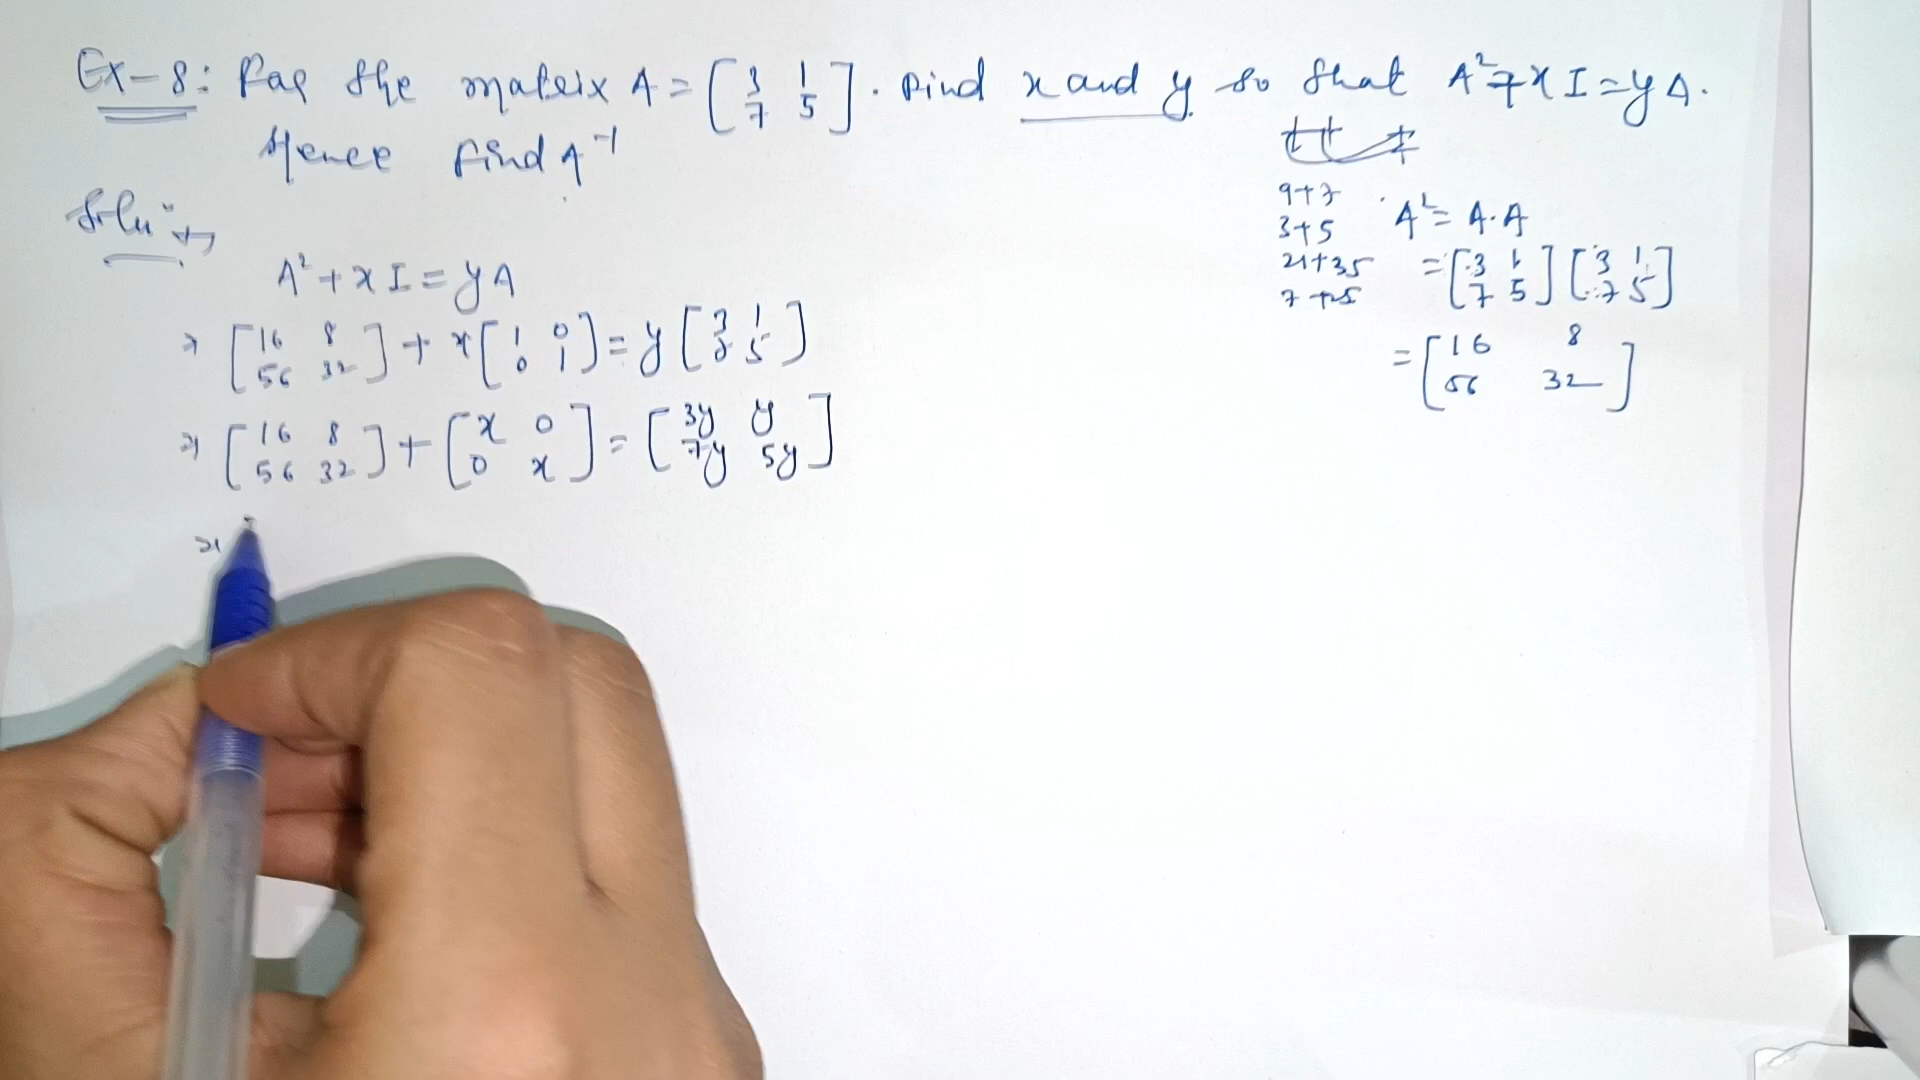 Ex-8: For the matrix A = [3 1 7 5]. Find x and y so that A²+xI=yA.
Hence find A⁻¹
Soluⁿ:→
A²+xI=yA
⇒ [16 8 56 32] + x[1 0 0 1] = y[3 1 7 5]
⇒ [16 8 56 32] + [x 0 0 x] = [3y y 7y 5y]
⇒
9+7
3+5
21+35
7+25
A²= A.A
= [3 1 7 5] [3 1 7 5]
= [16 8 56 32]